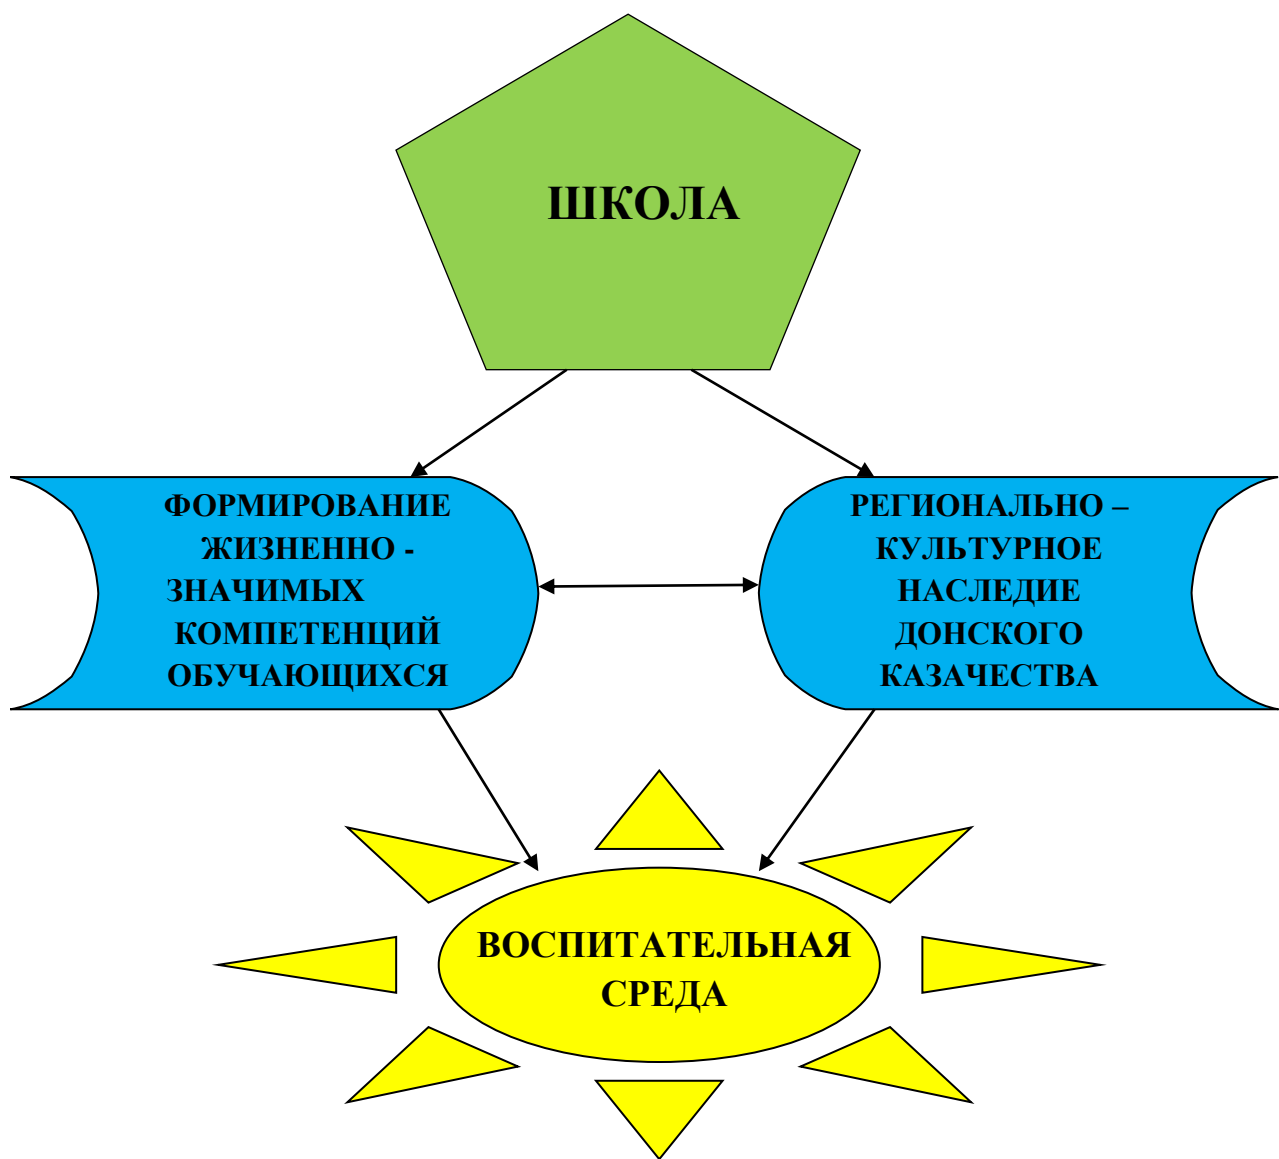 ШКОЛА
ФОРМИРОВАНИЕ
ЖИЗНЕННО -
ЗНАЧИМЫХ
КОМПЕТЕНЦИЙ
ОБУЧАЮЩИХСЯ
РЕГИОНАЛЬНО –
КУЛЬТУРНОЕ
НАСЛЕДИЕ
ДОНСКОГО
КАЗАЧЕСТВА
ВОСПИТАТЕЛЬНАЯ
СРЕДА